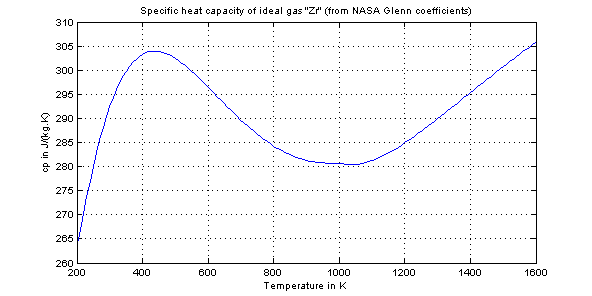 Specific heat capacity of ideal gas "Zr" (from NASA Glenn coefficients)
310
305
300
295
290
285
280
275
270
265
260
cp in J/(kg.K)
200 400 600 800 1000 1200 1400 1600
Temperature in K